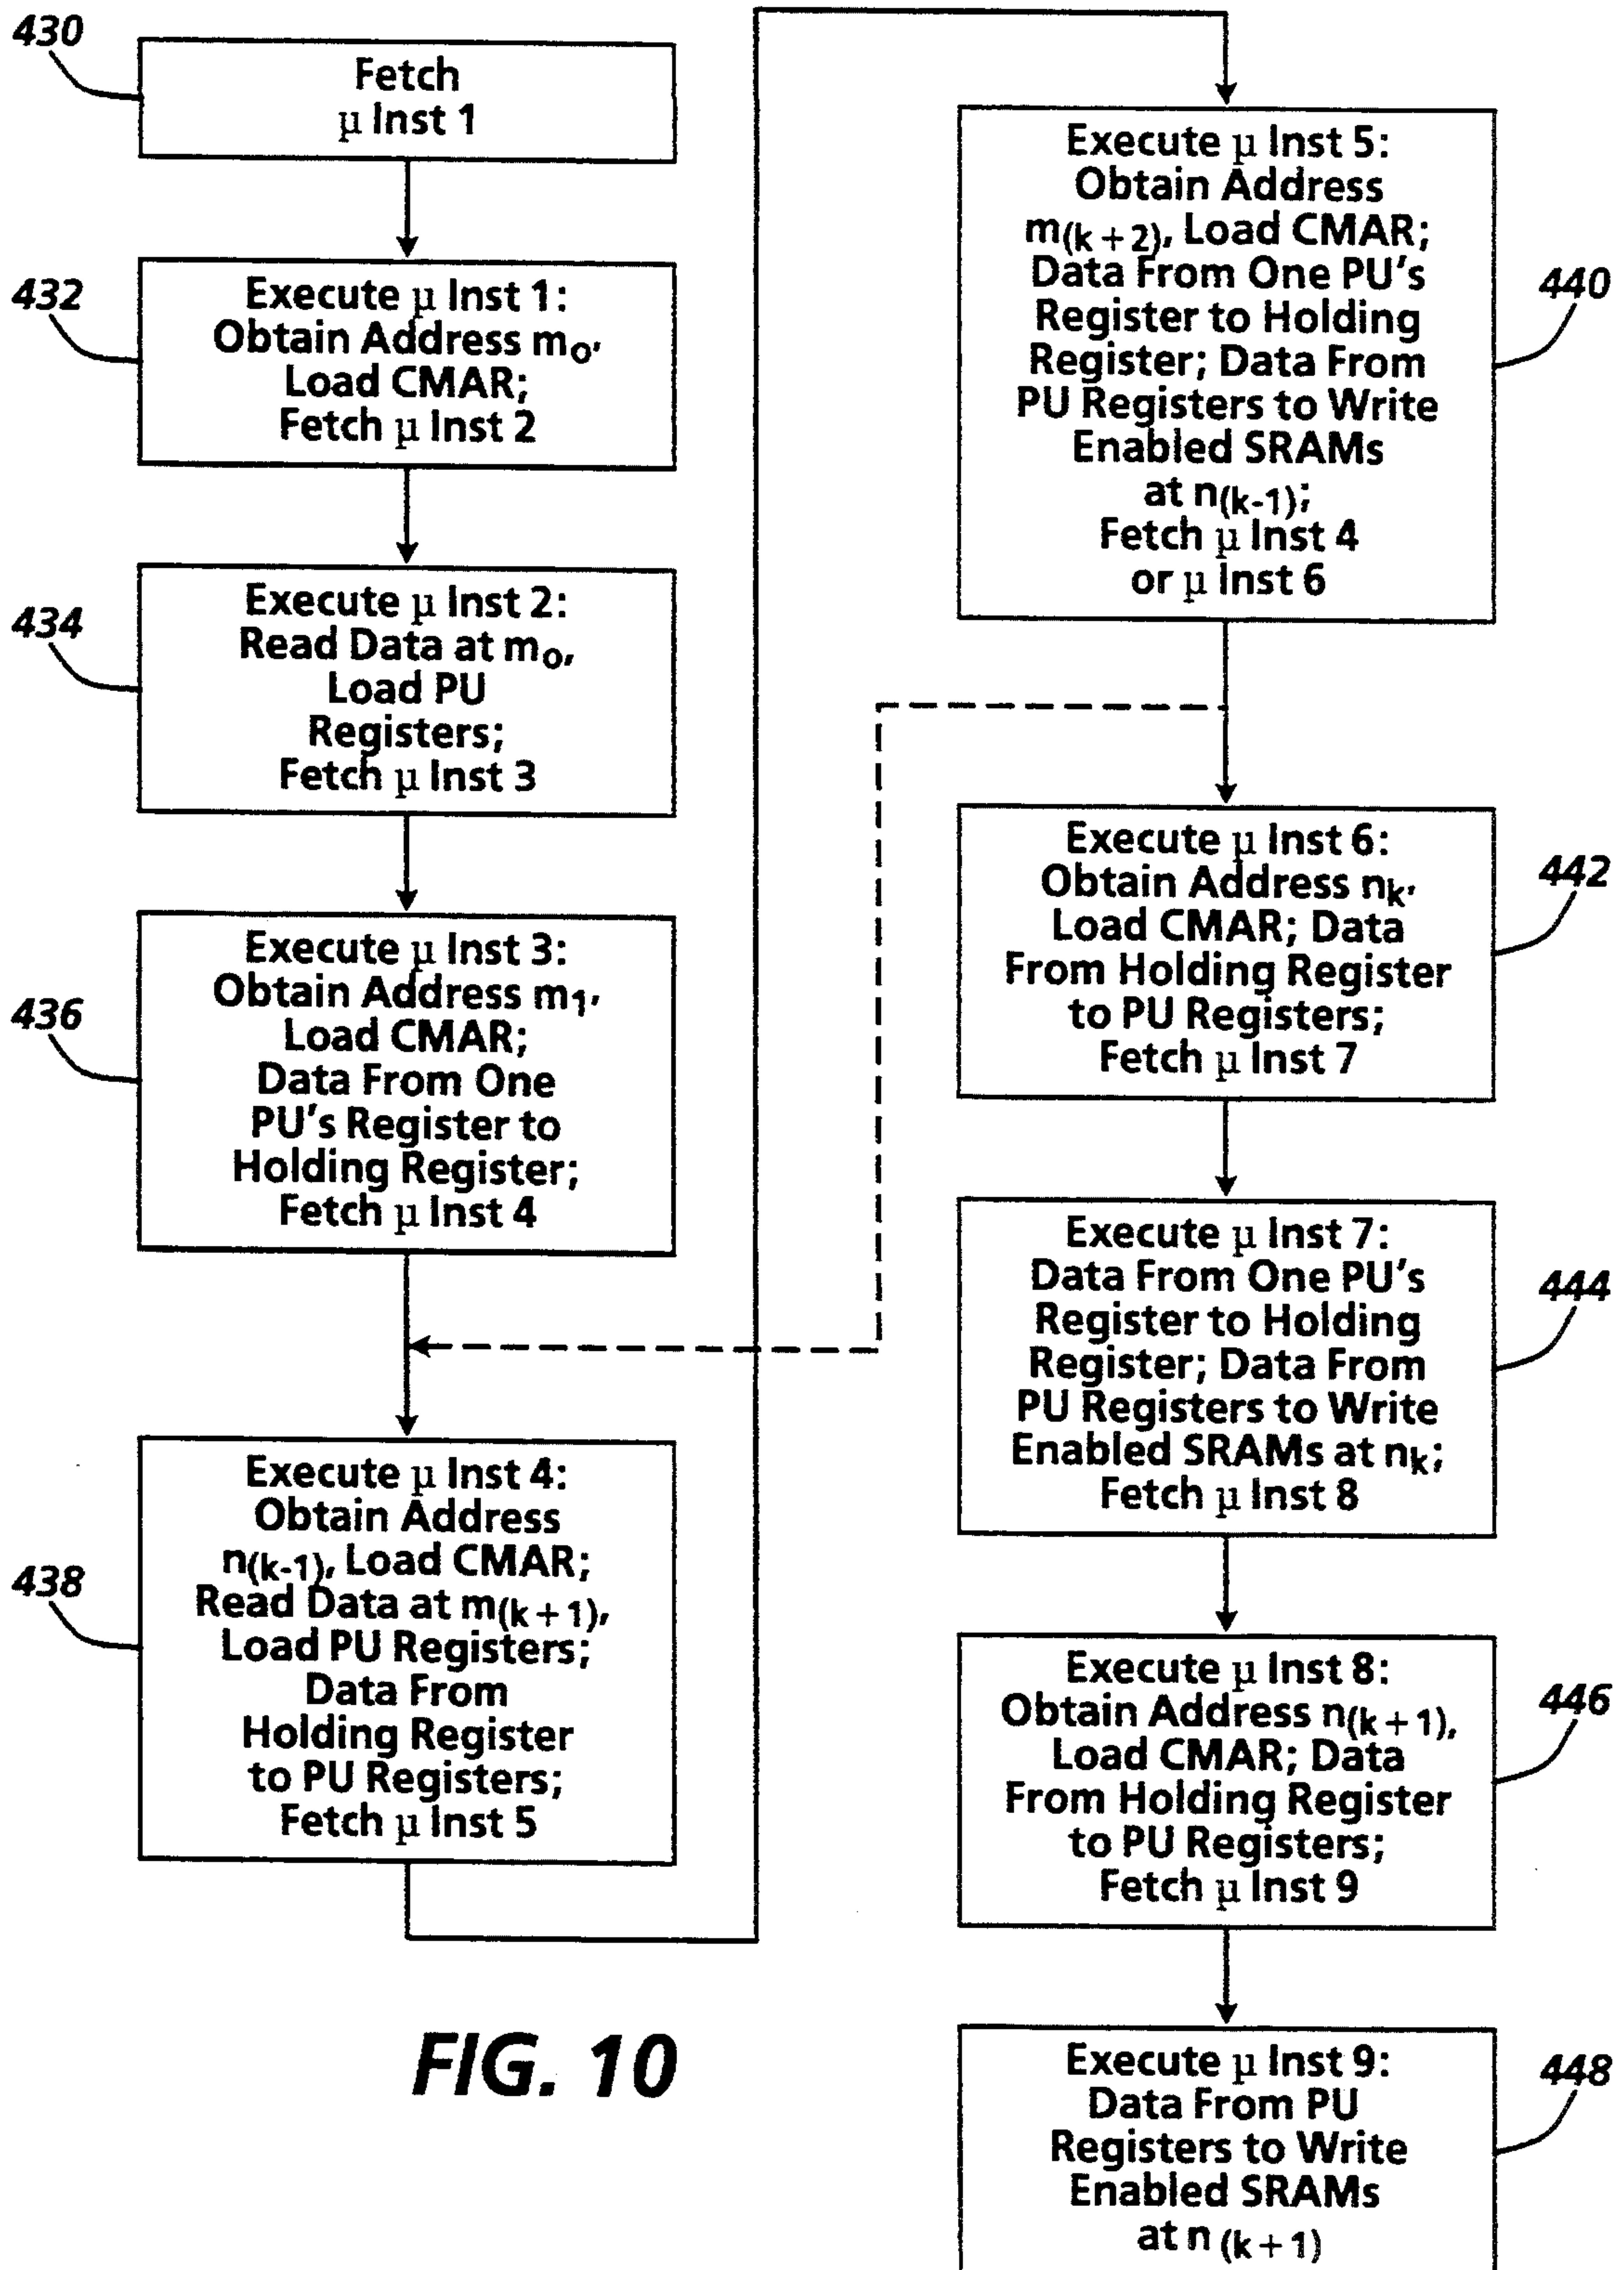 430
Fetch
µ Inst 1
432
Execute µ Inst 1:
Obtain Address m₀,
Load CMAR;
Fetch µ Inst 2
434
Execute µ Inst 2:
Read Data at m₀,
Load PU
Registers;
Fetch µ Inst 3
436
Execute µ Inst 3:
Obtain Address m₁,
Load CMAR;
Data From One
PU's Register to
Holding Register;
Fetch µ Inst 4
438
Execute µ Inst 4:
Obtain Address
n(k-1), Load CMAR;
Read Data at m(k+1),
Load PU Registers;
Data From
Holding Register
to PU Registers;
Fetch µ Inst 5
440
Execute µ Inst 5:
Obtain Address
m(k+2), Load CMAR;
Data From One PU's
Register to Holding
Register; Data From
PU Registers to Write
Enabled SRAMs
at n(k-1);
Fetch µ Inst 4
or µ Inst 6
442
Execute µ Inst 6:
Obtain Address nk,
Load CMAR; Data
From Holding Register
to PU Registers;
Fetch µ Inst 7
444
Execute µ Inst 7:
Data From One PU's
Register to Holding
Register; Data From
PU Registers to Write
Enabled SRAMs at nk;
Fetch µ Inst 8
446
Execute µ Inst 8:
Obtain Address n(k+1),
Load CMAR; Data
From Holding Register
to PU Registers;
Fetch µ Inst 9
448
Execute µ Inst 9:
Data From PU
Registers to Write
Enabled SRAMs
at n(k+1)
FIG. 10